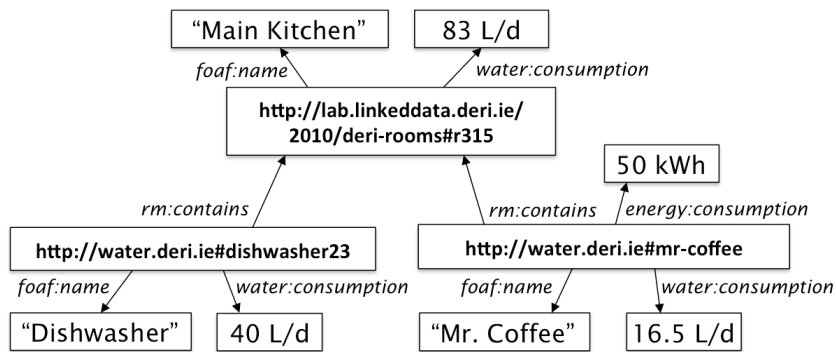 “Main Kitchen”
83 L/d
foaf:name
water:consumption
http://lab.linkeddata.deri.ie/
2010/deri-rooms#r315
50 kWh
rm:contains
rm:contains
energy:consumption
http://water.deri.ie#dishwasher23
http://water.deri.ie#mr-coffee
foaf:name
water:consumption
foaf:name
water:consumption
“Dishwasher”
40 L/d
“Mr. Coffee”
16.5 L/d